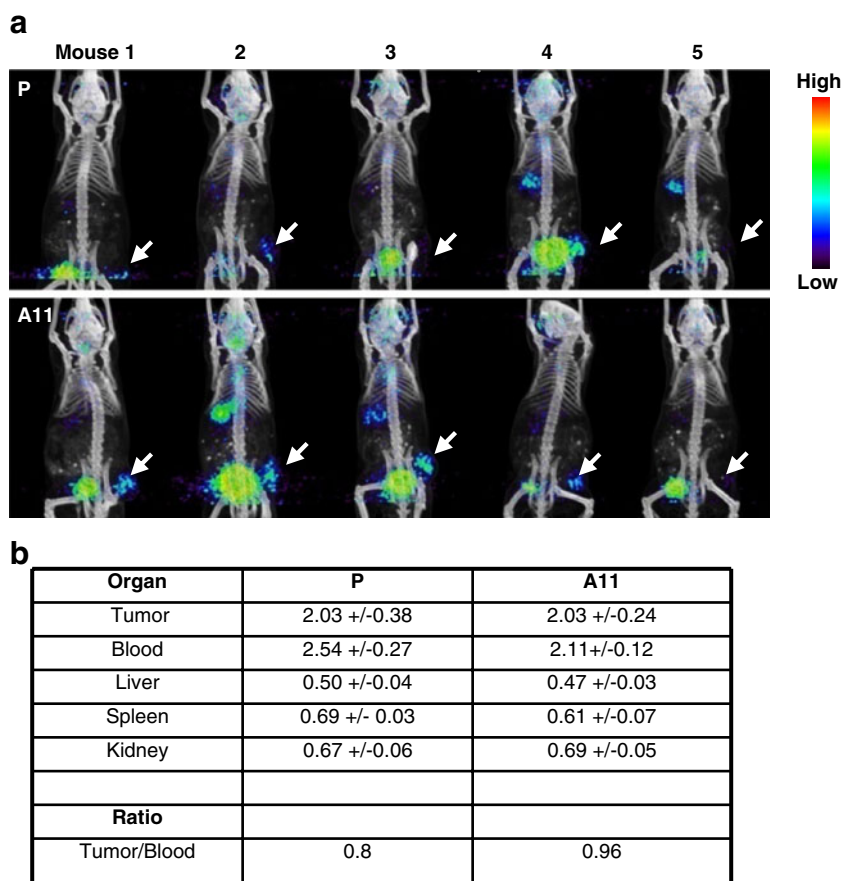 a
Mouse 1 2 3 4 5
P
High
Low
A11
b
Organ P A11
Tumor 2.03 +/-0.38 2.03 +/-0.24
Blood 2.54 +/-0.27 2.11+/-0.12
Liver 0.50 +/-0.04 0.47 +/-0.03
Spleen 0.69 +/- 0.03 0.61 +/-0.07
Kidney 0.67 +/-0.06 0.69 +/-0.05
Ratio
Tumor/Blood 0.8 0.96